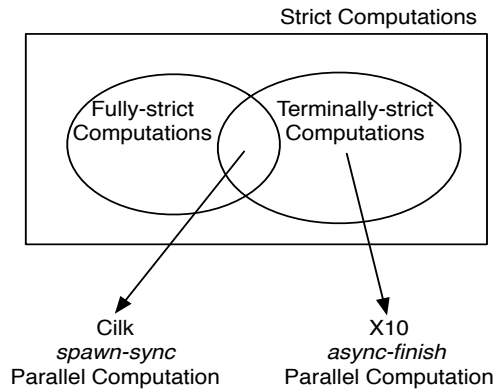 Strict Computations
Fully-strict
Computations
Terminally-strict
Computations
Cilk
spawn-sync
Parallel Computation
X10
async-finish
Parallel Computation